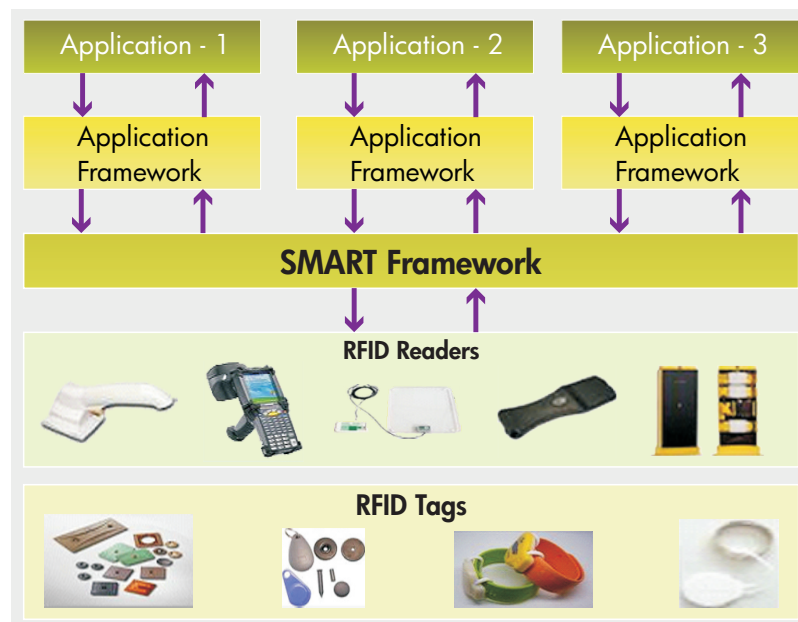 Application - 1
Application - 2
Application - 3
Application
Framework
Application
Framework
Application
Framework
SMART Framework
RFID Readers
RFID Tags